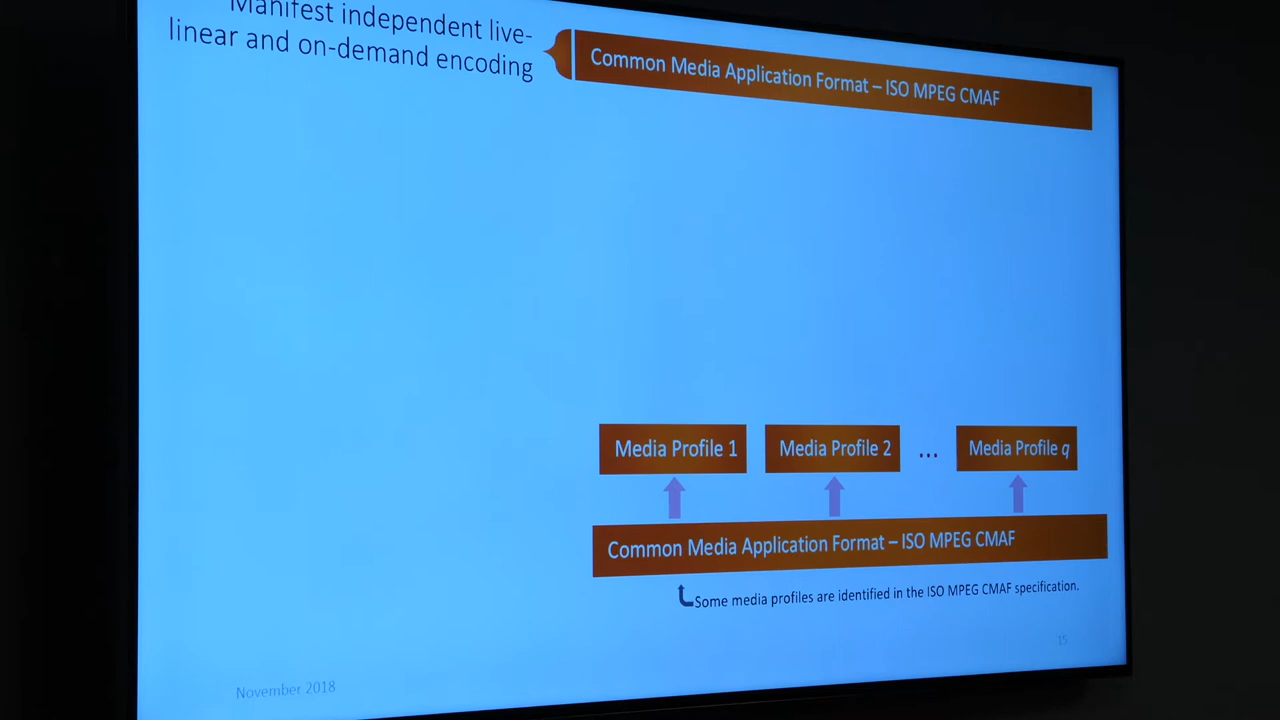 Manifest independent live-
linear and on-demand encoding
Common Media Application Format – ISO MPEG CMAF
Media Profile 1
Media Profile 2
...
Media Profile q
Common Media Application Format – ISO MPEG CMAF
Some media profiles are identified in the ISO MPEG CMAF specification.
15
November 2018